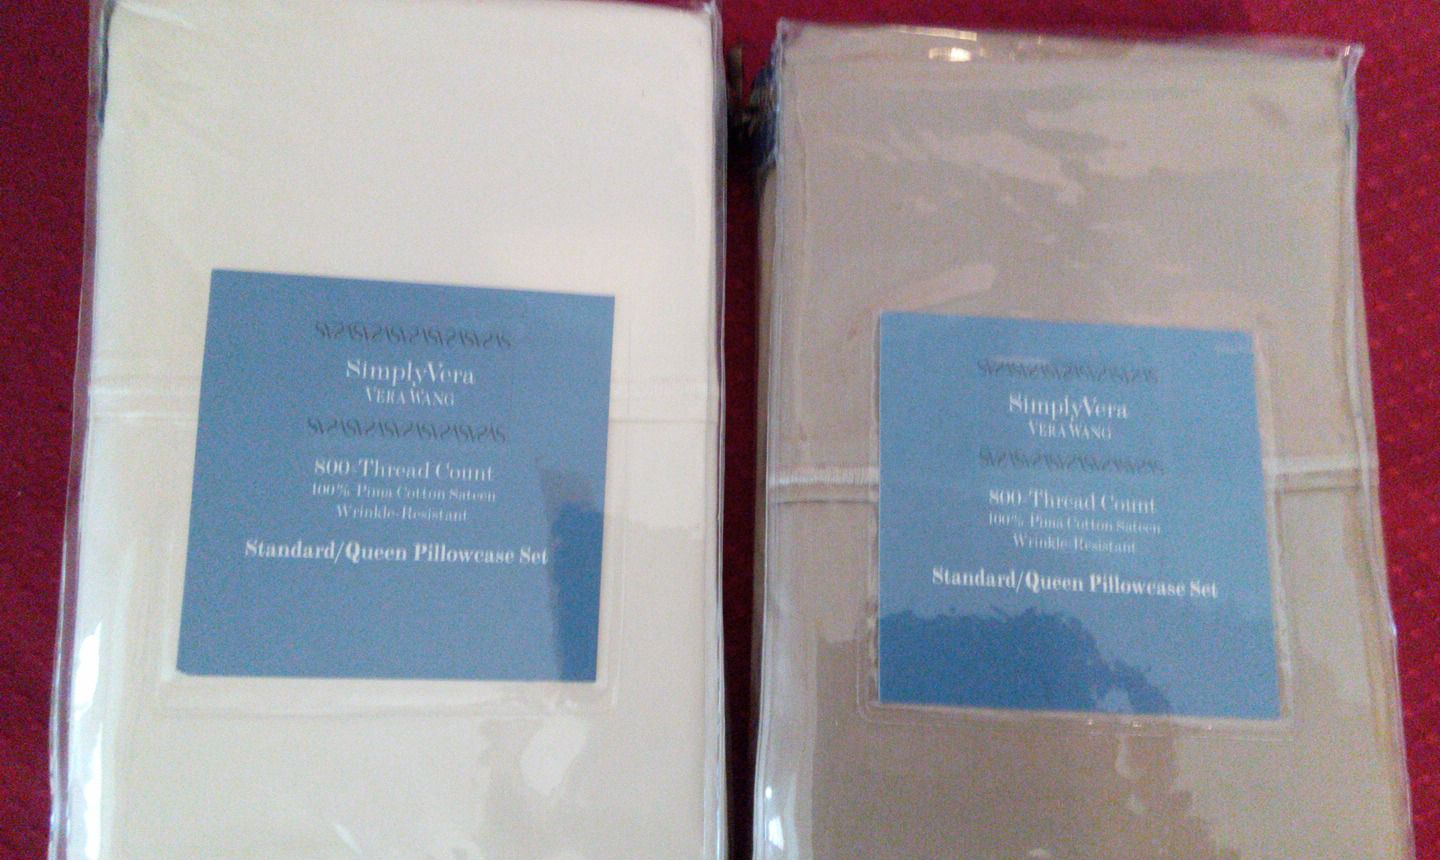 SimplyVera
VERA WANG
800-Thread Count
100% Pima Cotton Sateen
Wrinkle-Resistant
Standard/Queen Pillowcase Set
SimplyVera
VERA WANG
800-Thread Count
100% Pima Cotton Sateen
Wrinkle-Resistant
Standard/Queen Pillowcase Set